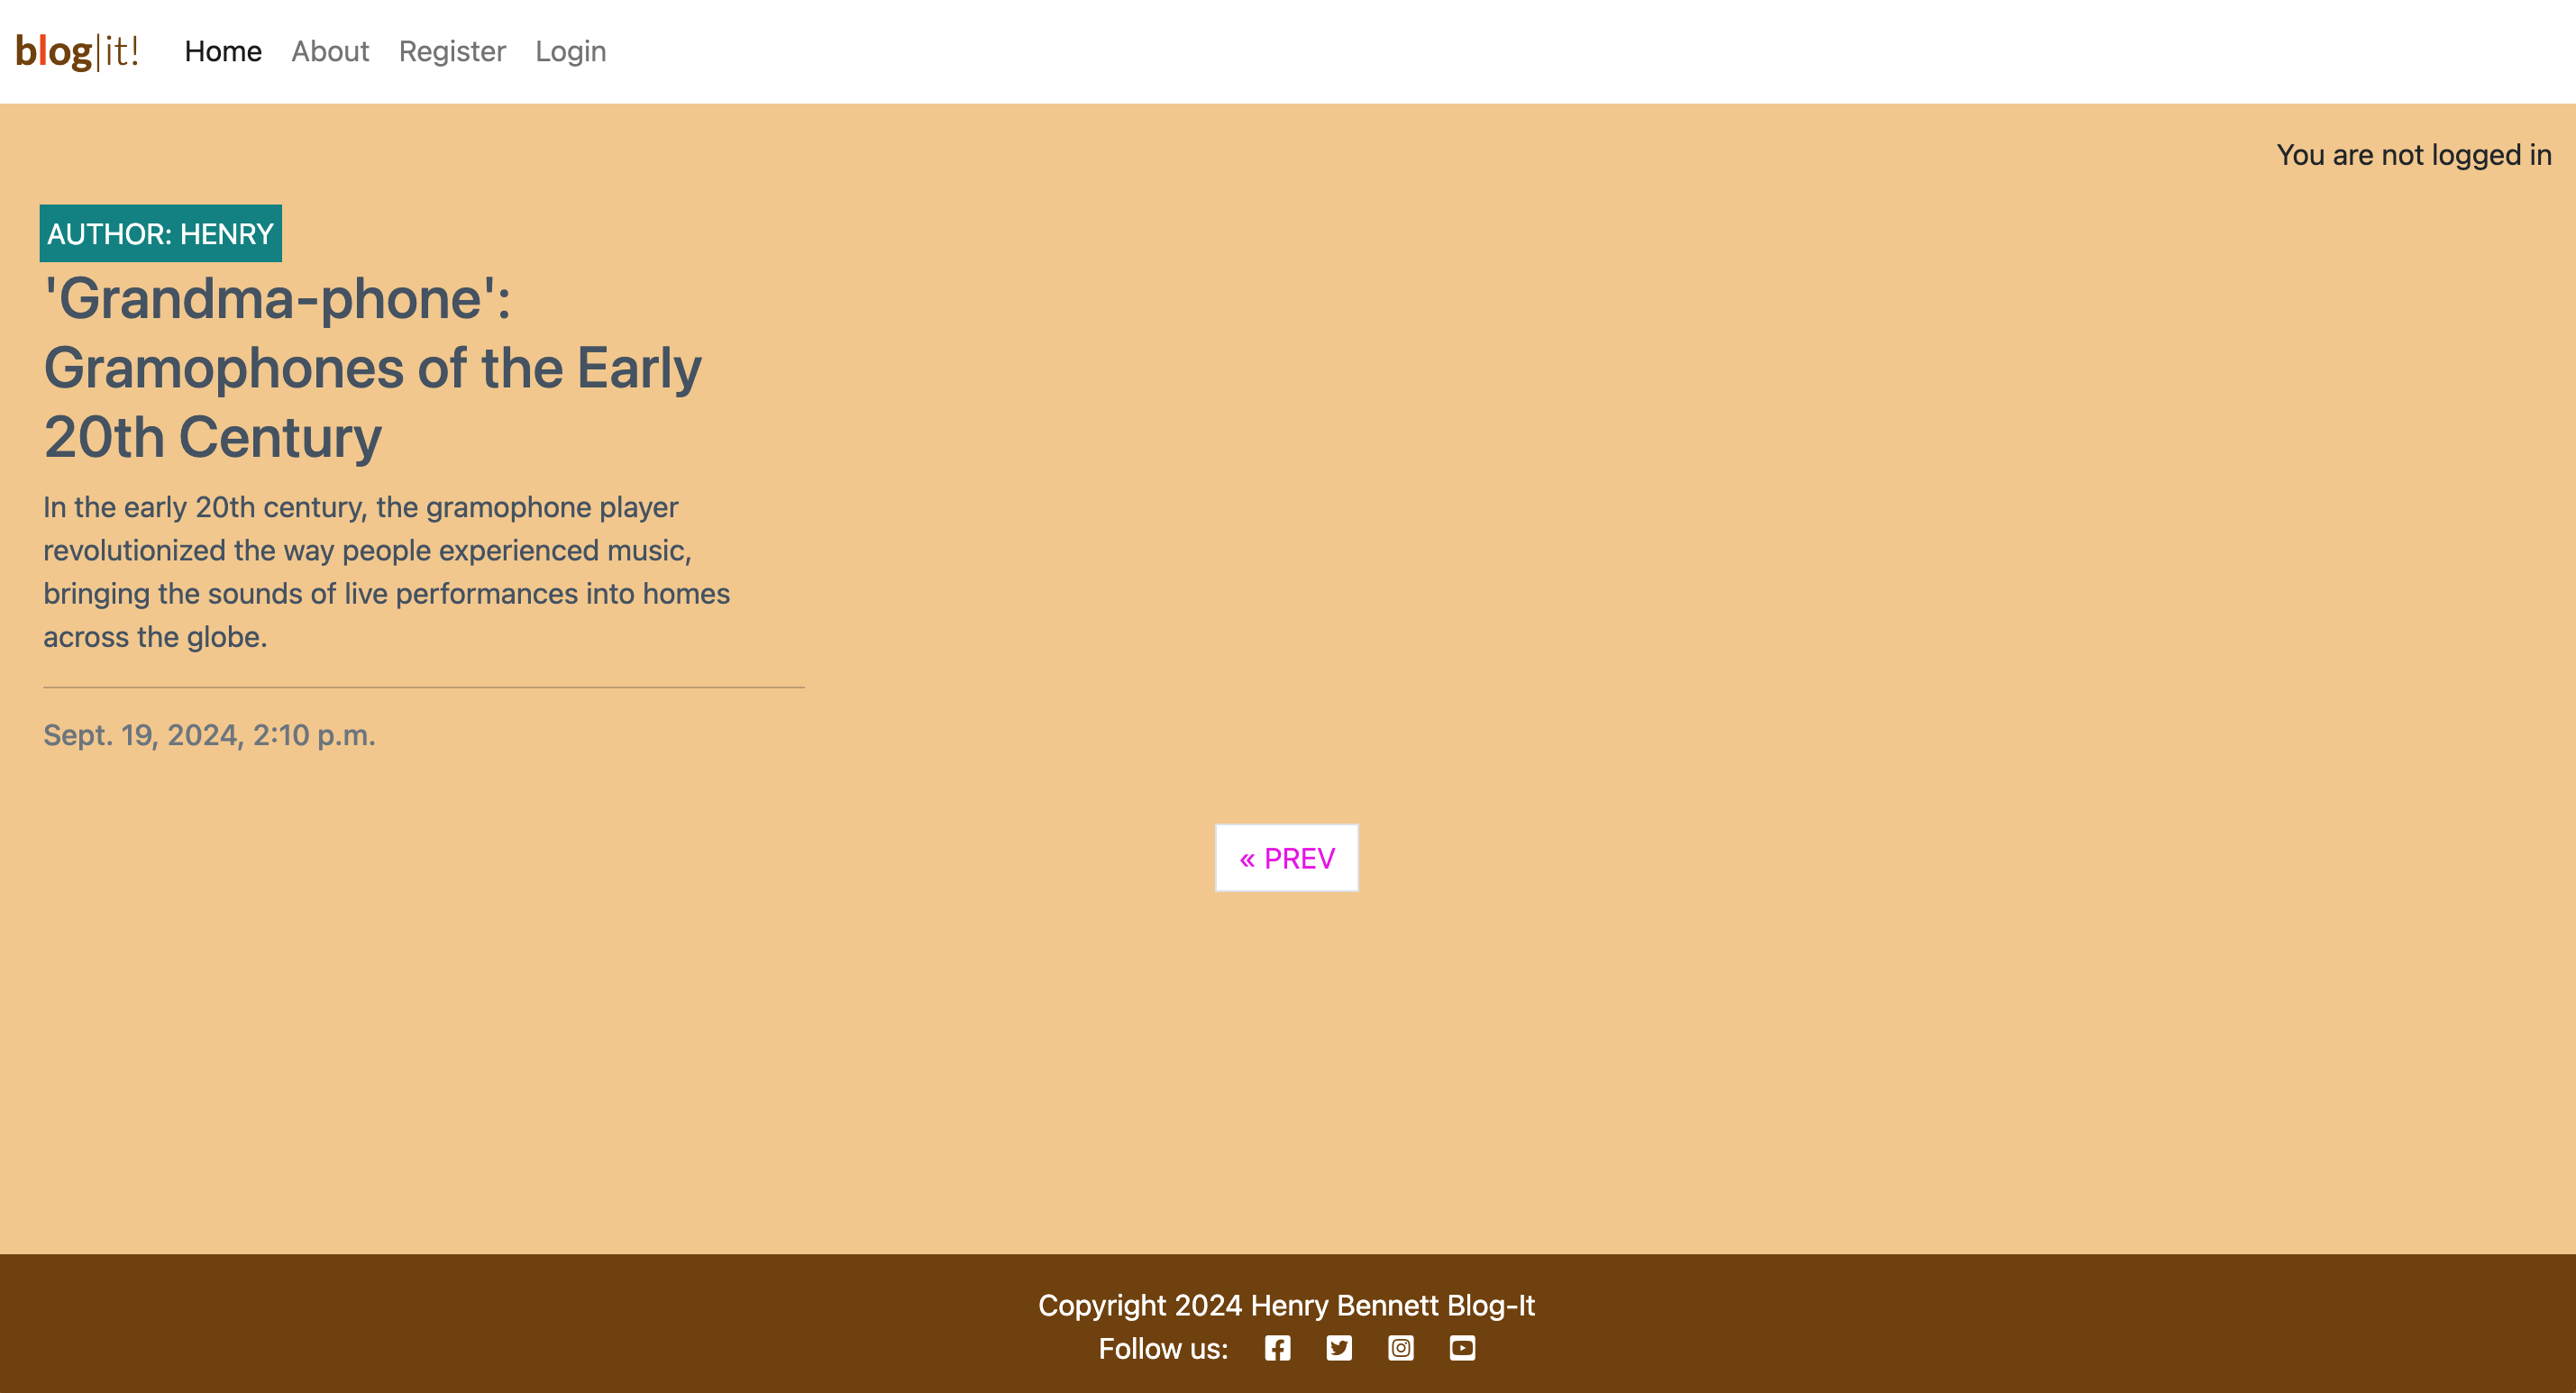 blog|it! Home About Register Login
You are not logged in
AUTHOR: HENRY
'Grandma-phone':
Gramophones of the Early
20th Century
In the early 20th century, the gramophone player
revolutionized the way people experienced music,
bringing the sounds of live performances into homes
across the globe.
Sept. 19, 2024, 2:10 p.m.
« PREV
Copyright 2024 Henry Bennett Blog-It
Follow us: